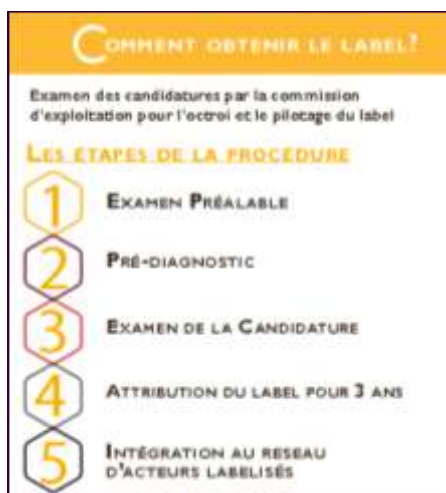 COMMENT OBTENIR LE LABEL?
Examen des candidatures par la commission
d'exploitation pour l'octroi et le pilotage du label
LES ÉTAPES DE LA PROCÉDURE
1 EXAMEN PRÉALABLE
2 PRÉ-DIAGNOSTIC
3 EXAMEN DE LA CANDIDATURE
4 ATTRIBUTION DU LABEL POUR 3 ANS
5 INTÉGRATION AU RESEAU
D'ACTEURS LABELISÉS